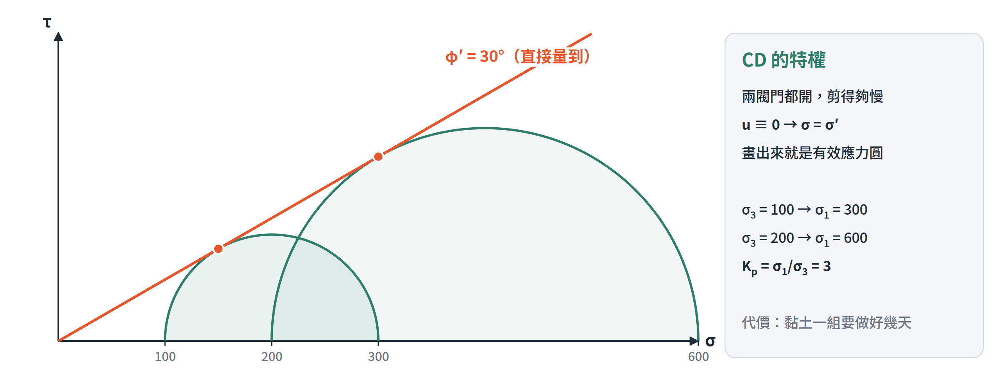 τ
φ′ = 30°（直接量到）
σ
100
200
300
600
CD 的特權
兩閥門都開，剪得夠慢
u ≡ 0 → σ = σ′
畫出來就是有效應力圓
σ₃ = 100 → σ₁ = 300
σ₃ = 200 → σ₁ = 600
Kₚ = σ₁/σ₃ = 3
代價：黏土一組要做好幾天